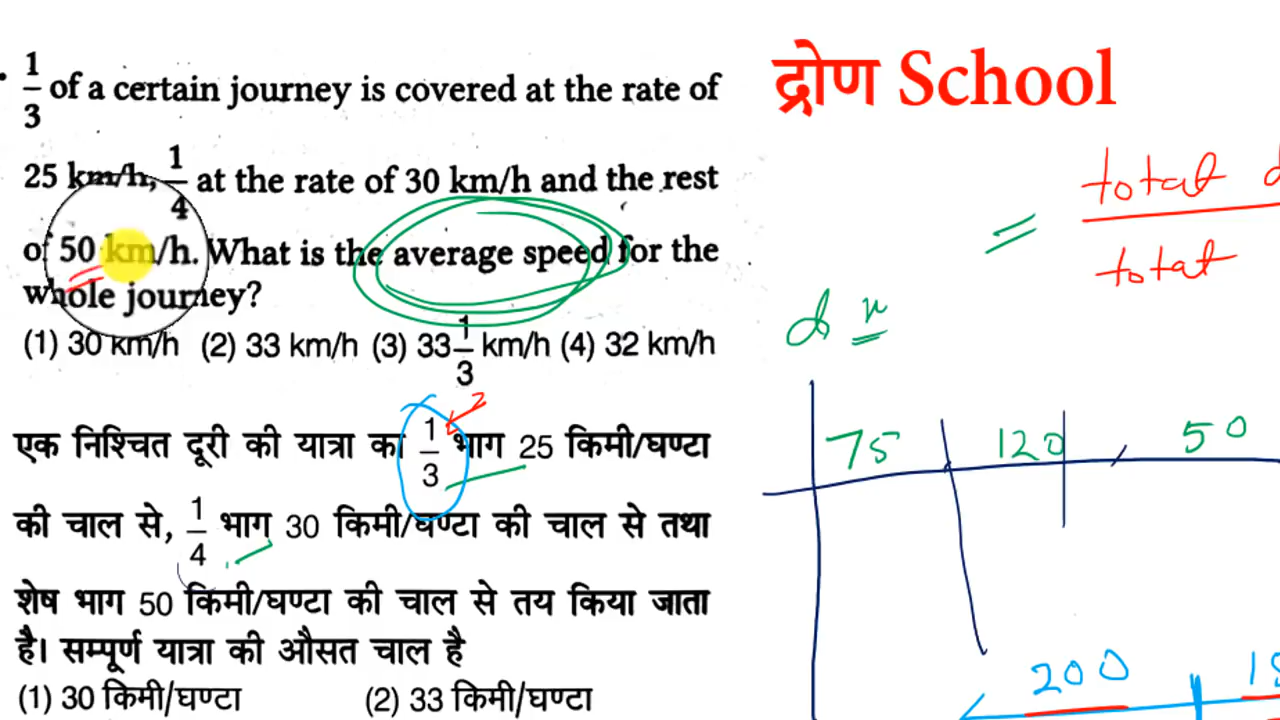 1/3 of a certain journey is covered at the rate of
25 km/h, 1/4 at the rate of 30 km/h and the rest
of 50 km/h. What is the average speed for the
whole journey?
(1) 30 km/h (2) 33 km/h (3) 33 1/3 km/h (4) 32 km/h
एक निश्चित दूरी की यात्रा का 1/3 भाग 25 किमी/घण्टा
की चाल से, 1/4 भाग 30 किमी/घण्टा की चाल से तथा
शेष भाग 50 किमी/घण्टा की चाल से तय किया जाता
है। सम्पूर्ण यात्रा की औसत चाल है
(1) 30 किमी/घण्टा (2) 33 किमी/घण्टा
द्रोण School
= total
total
75 120 50
200